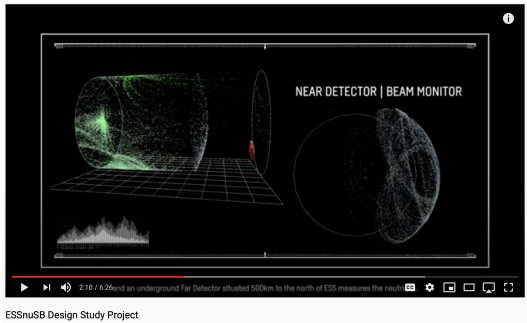 NEAR DETECTOR | BEAM MONITOR
2:10 / 6:26
and an underground Far Detector situated 500km to the north of ESS measures the neutri
ESSnuSB Design Study Project